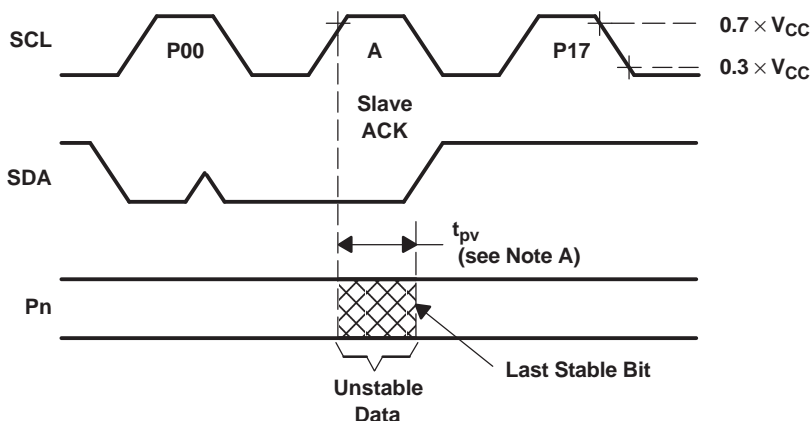 SCL
P00
A
P17
0.7 × VCC
0.3 × VCC
Slave
ACK
SDA
tpv
(see Note A)
Pn
Last Stable Bit
Unstable
Data